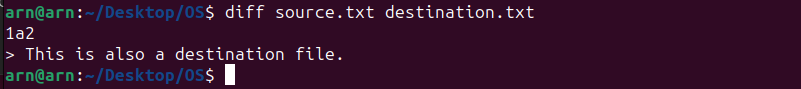 arn@arn:~/Desktop/OS$ diff source.txt destination.txt
1a2
> This is also a destination file.
arn@arn:~/Desktop/OS$